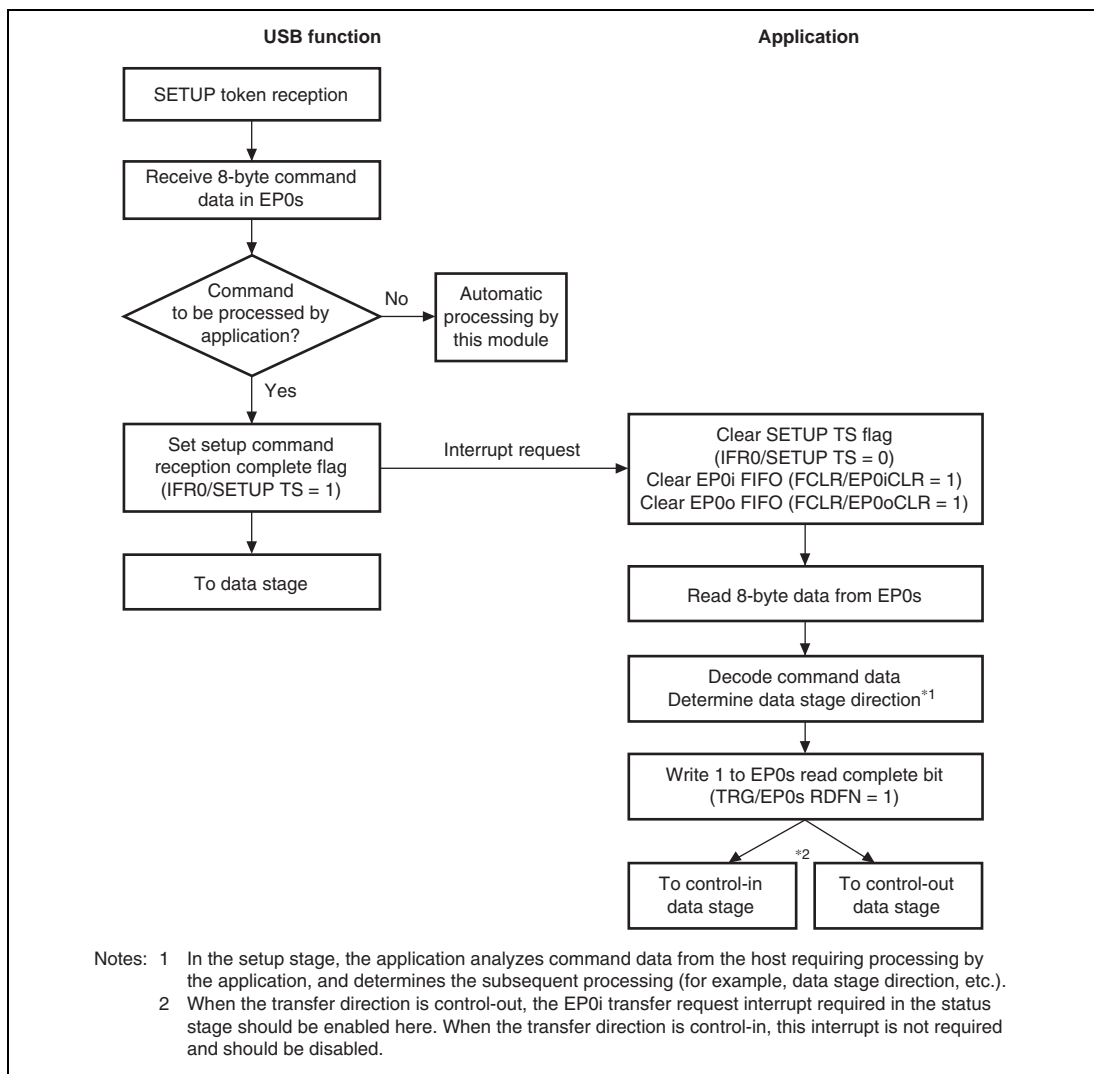 USB function
Application
SETUP token reception
Receive 8-byte command
data in EP0s
Command
to be processed by
application?
No
Automatic
processing by
this module
Yes
Set setup command
reception complete flag
(IFR0/SETUP TS = 1)
Interrupt request
To data stage
Clear SETUP TS flag
(IFR0/SETUP TS = 0)
Clear EP0i FIFO (FCLR/EP0iCLR = 1)
Clear EP0o FIFO (FCLR/EP0oCLR = 1)
Read 8-byte data from EP0s
Decode command data
Determine data stage direction*1
Write 1 to EP0s read complete bit
(TRG/EP0s RDFN = 1)
*2
To control-in
data stage
To control-out
data stage
Notes: 1 In the setup stage, the application analyzes command data from the host requiring processing by
the application, and determines the subsequent processing (for example, data stage direction, etc.).
2 When the transfer direction is control-out, the EP0i transfer request interrupt required in the status
stage should be enabled here. When the transfer direction is control-in, this interrupt is not required
and should be disabled.